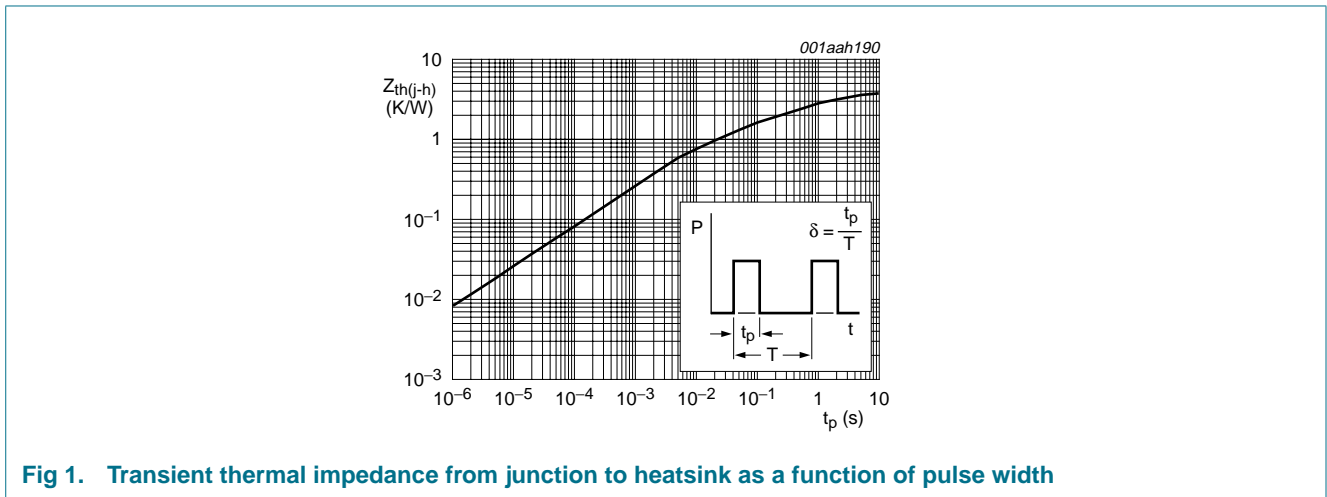 001aah190
10
Zth(j-h)
(K/W)
1
10−1
10−2
10−3
P
δ = tp
T
tp
T
t
10−6 10−5 10−4 10−3 10−2 10−1 1 10
tp (s)
Fig 1. Transient thermal impedance from junction to heatsink as a function of pulse width